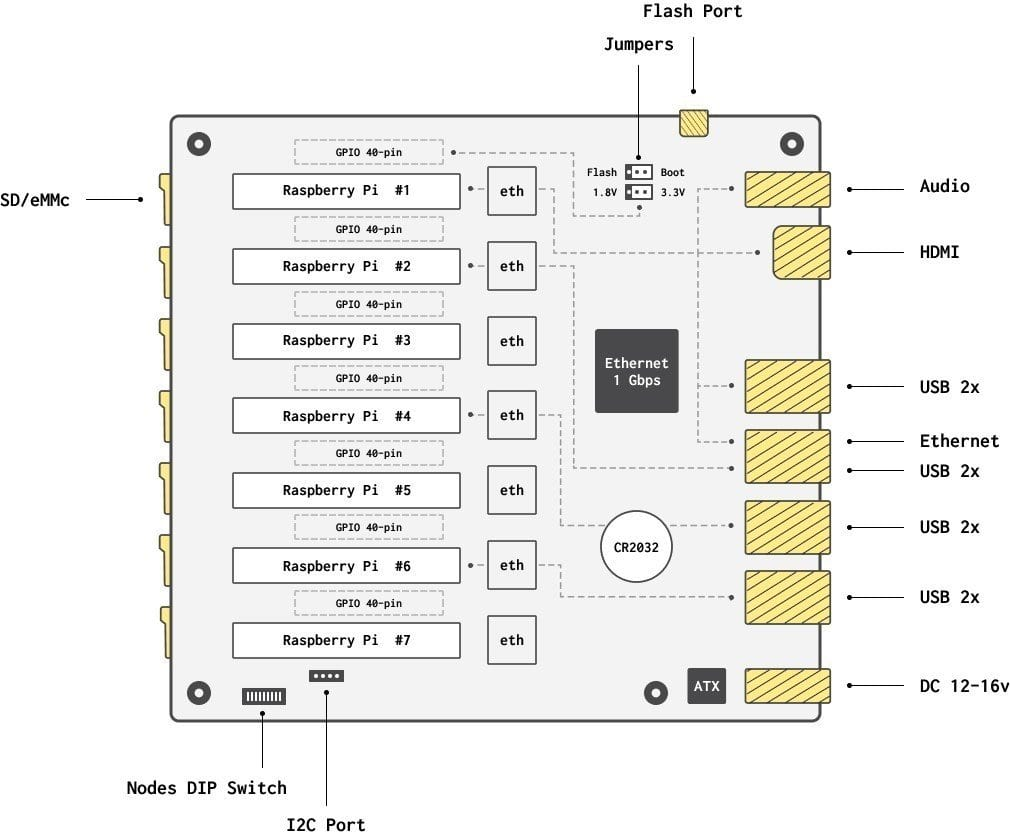 Flash Port
Jumpers
GPIO 40-pin
Flash Boot
1.8V 3.3V
SD/eMMc
Raspberry Pi #1
eth
Audio
GPIO 40-pin
HDMI
Raspberry Pi #2
eth
GPIO 40-pin
Raspberry Pi #3
eth
Ethernet
1 Gbps
GPIO 40-pin
USB 2x
Raspberry Pi #4
eth
Ethernet
GPIO 40-pin
USB 2x
Raspberry Pi #5
eth
GPIO 40-pin
USB 2x
CR2032
Raspberry Pi #6
eth
GPIO 40-pin
USB 2x
Raspberry Pi #7
eth
ATX
DC 12-16v
Nodes DIP Switch
I2C Port